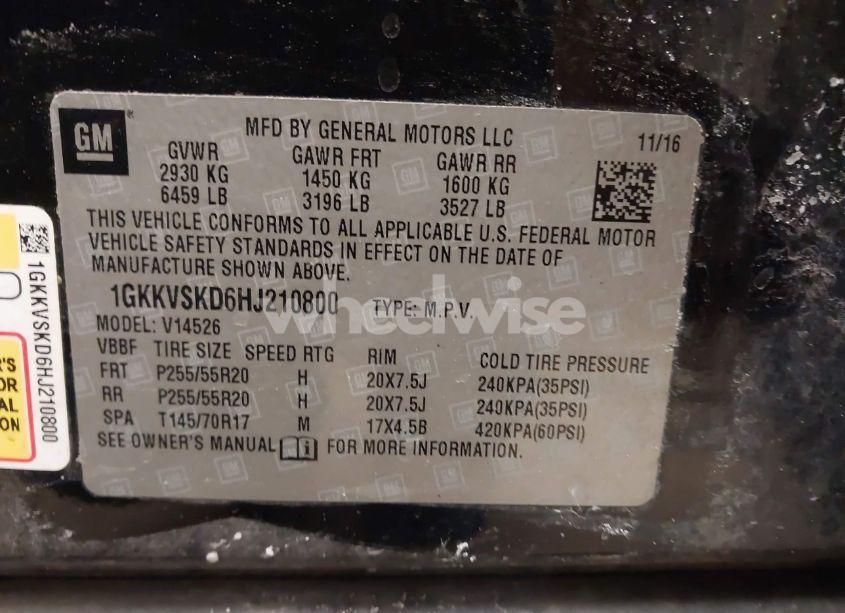 GM
MFD BY GENERAL MOTORS LLC
11/16
GVWR GAWR FRT GAWR RR
2930 KG 1450 KG 1600 KG
6459 LB 3196 LB 3527 LB
THIS VEHICLE CONFORMS TO ALL APPLICABLE U.S. FEDERAL MOTOR
VEHICLE SAFETY STANDARDS IN EFFECT ON THE DATE OF
MANUFACTURE SHOWN ABOVE.
1GKKVSKD6HJ210800 TYPE: M.P.V.
MODEL: V14526
VBBF TIRE SIZE SPEED RTG RIM COLD TIRE PRESSURE
FRT P255/55R20 H 20X7.5J 240KPA(35PSI)
RR P255/55R20 H 20X7.5J 240KPA(35PSI)
SPA T145/70R17 M 17X4.5B 420KPA(60PSI)
SEE OWNER'S MANUAL i FOR MORE INFORMATION.
wheelwise
1GKKVSKD6HJ210800